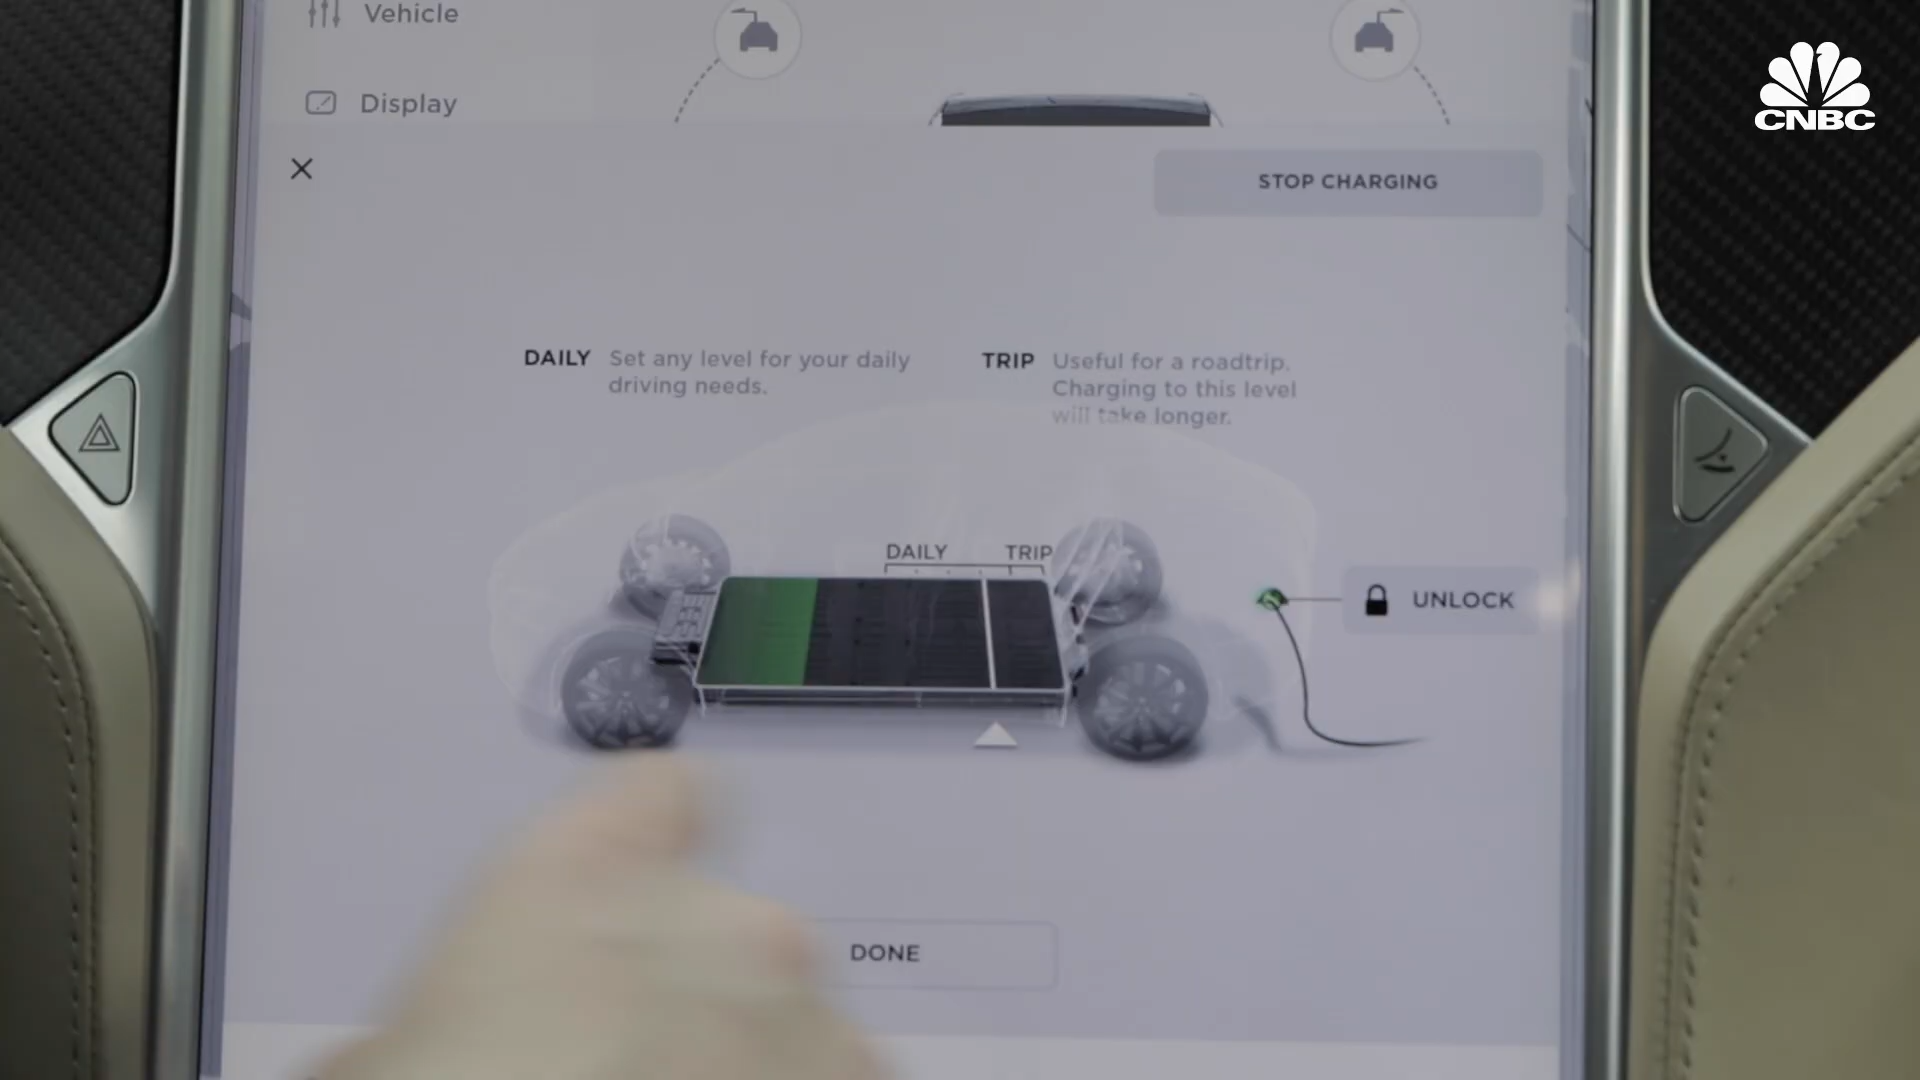 Vehicle
Display
CNBC
STOP CHARGING
DAILY Set any level for your daily
driving needs.
TRIP Useful for a roadtrip.
Charging to this level
will take longer.
DAILY TRIP
UNLOCK
DONE